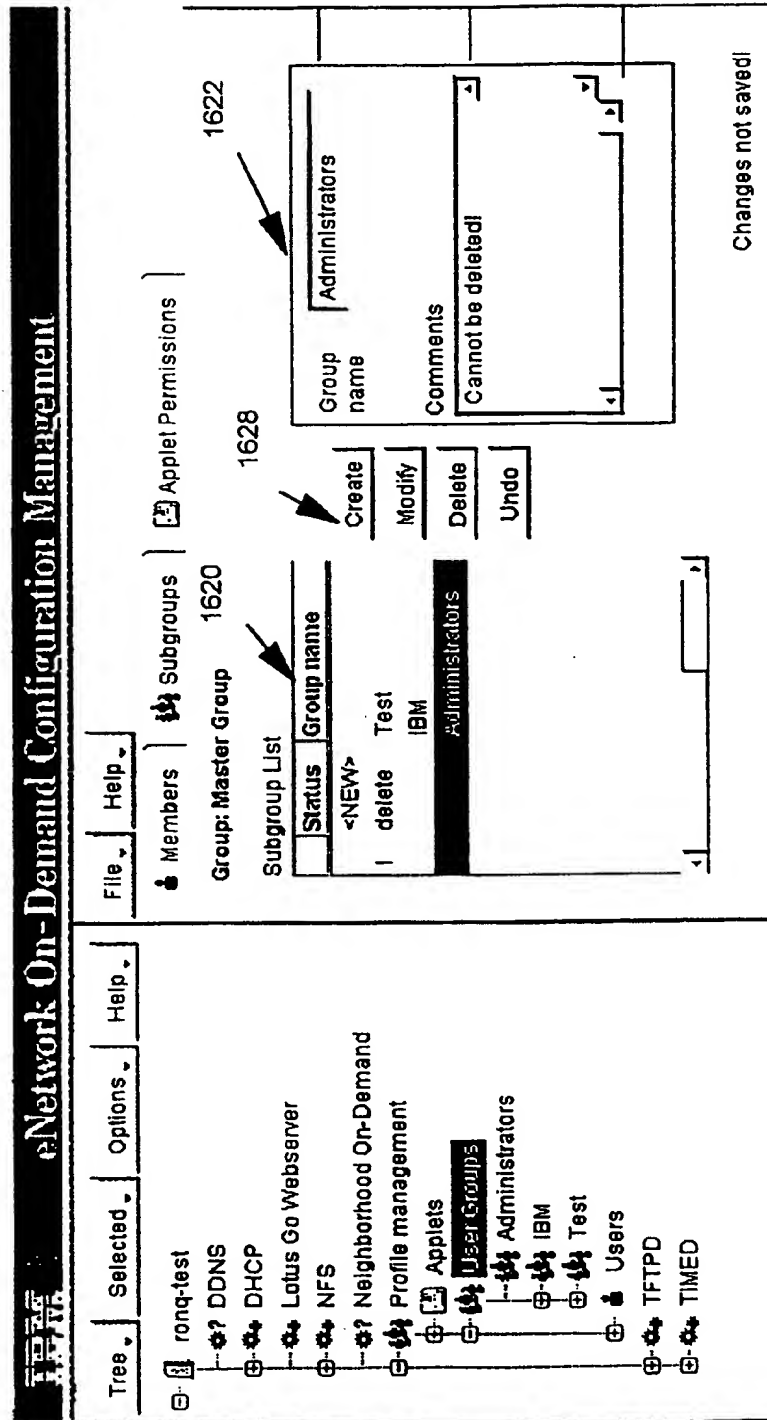 IBM
eNetwork On-Demand Configuration Management
Tree Selected Options Help
ronq-test
? DDNS
DHCP
Lotus Go Webserver
NFS
? Neighborhood On-Demand
Profile management
Applets
User Groups
Administrators
IBM
Test
Users
TFTPD
TIMED
File Help
Members Subgroups Applet Permissions
Group: Master Group
1620
1628
1622
Subgroup List
Status Group name
<NEW>
! delete Test
IBM
Administrators
Create
Modify
Delete
Undo
Group
name
Administrators
Comments
Cannot be deleted!
Changes not saved!